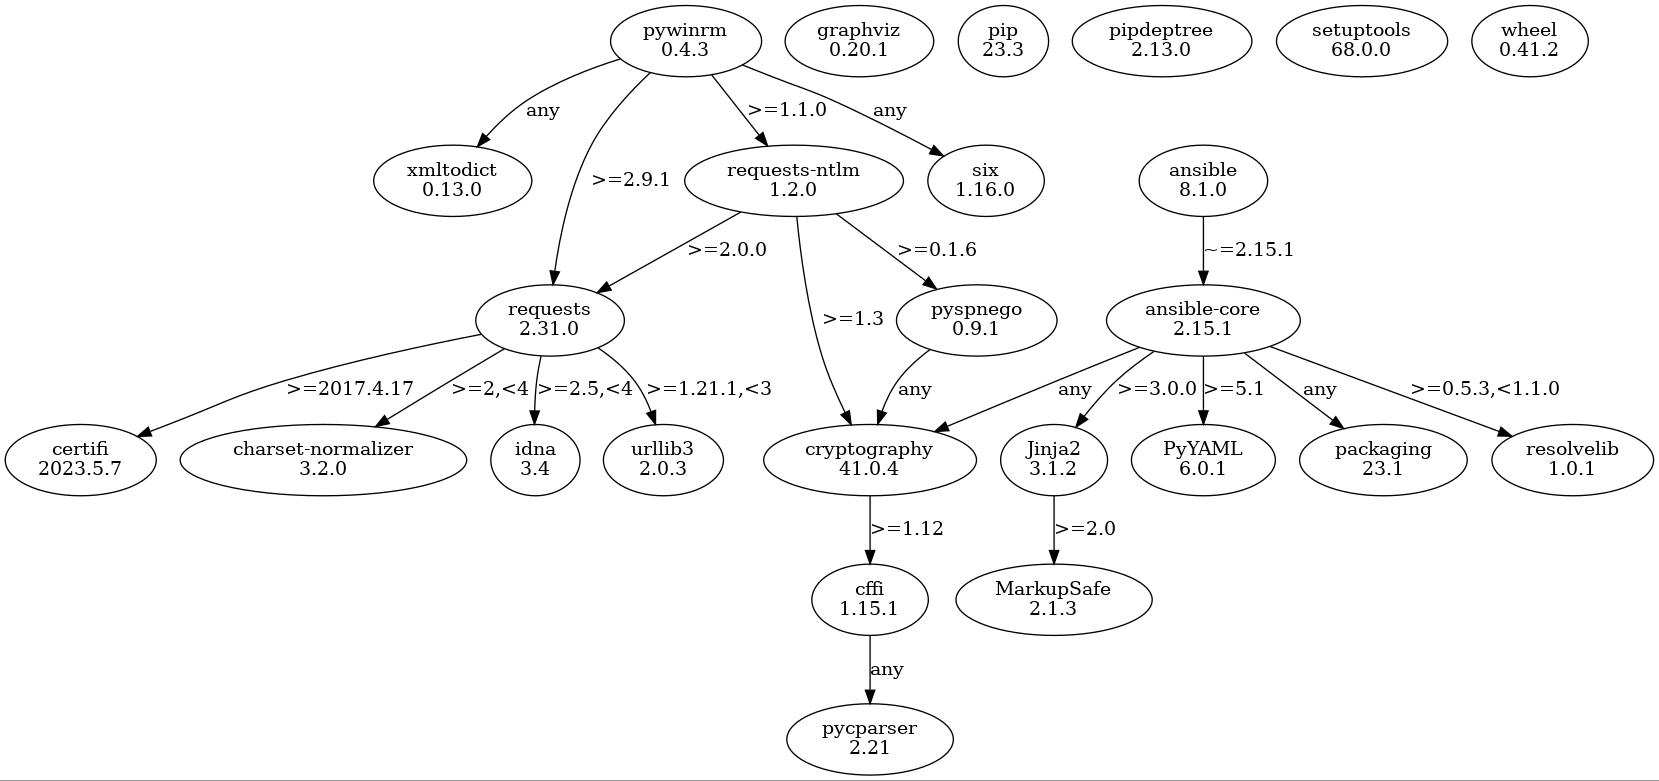 pywinrm
0.4.3
graphviz
0.20.1
pip
23.3
pipdeptree
2.13.0
setuptools
68.0.0
wheel
0.41.2
any
>=1.1.0
any
xmltodict
0.13.0
>=2.9.1
requests-ntlm
1.2.0
six
1.16.0
ansible
8.1.0
>=2.0.0
>=0.1.6
~=2.15.1
requests
2.31.0
>=1.3
pyspnego
0.9.1
ansible-core
2.15.1
>=2017.4.17
>=2,<4
>=2.5,<4
>=1.21.1,<3
any
any
>=3.0.0
>=5.1
any
>=0.5.3,<1.1.0
certifi
2023.5.7
charset-normalizer
3.2.0
idna
3.4
urllib3
2.0.3
cryptography
41.0.4
Jinja2
3.1.2
PyYAML
6.0.1
packaging
23.1
resolvelib
1.0.1
>=1.12
>=2.0
cffi
1.15.1
MarkupSafe
2.1.3
any
pycparser
2.21